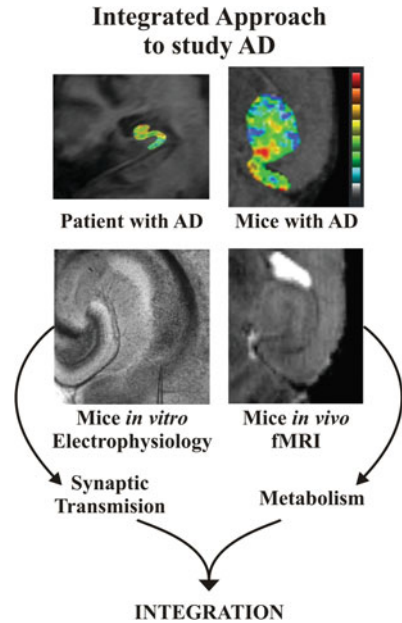 Integrated Approach
to study AD
Patient with AD
Mice with AD
Mice in vitro
Electrophysiology
Mice in vivo
fMRI
Synaptic
Transmision
Metabolism
INTEGRATION